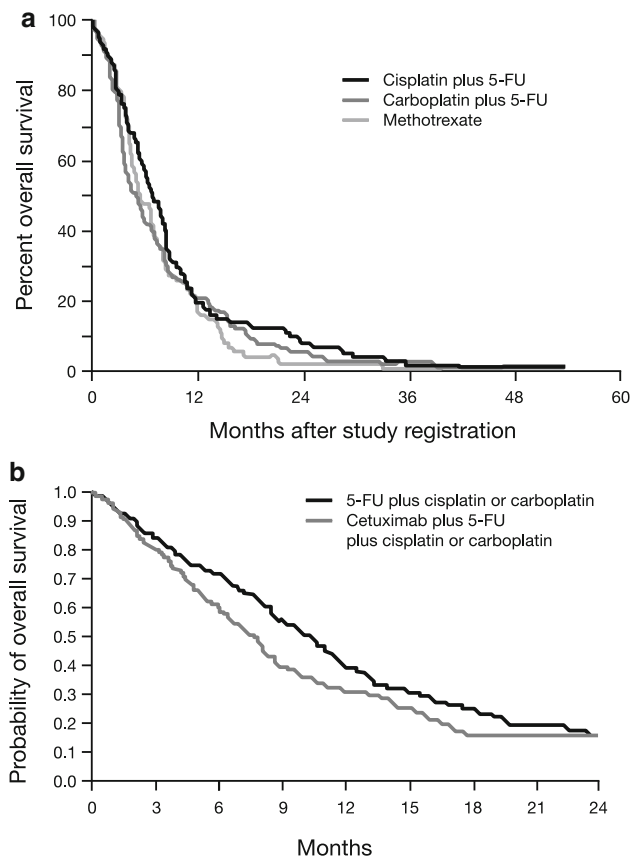 a
100
80
60
40
20
0
Percent overall survival
Cisplatin plus 5-FU
Carboplatin plus 5-FU
Methotrexate
0 12 24 36 48 60
Months after study registration
b
1.0
0.9
0.8
0.7
0.6
0.5
0.4
0.3
0.2
0.1
0.0
Probability of overall survival
5-FU plus cisplatin or carboplatin
Cetuximab plus 5-FU
plus cisplatin or carboplatin
0 3 6 9 12 15 18 21 24
Months